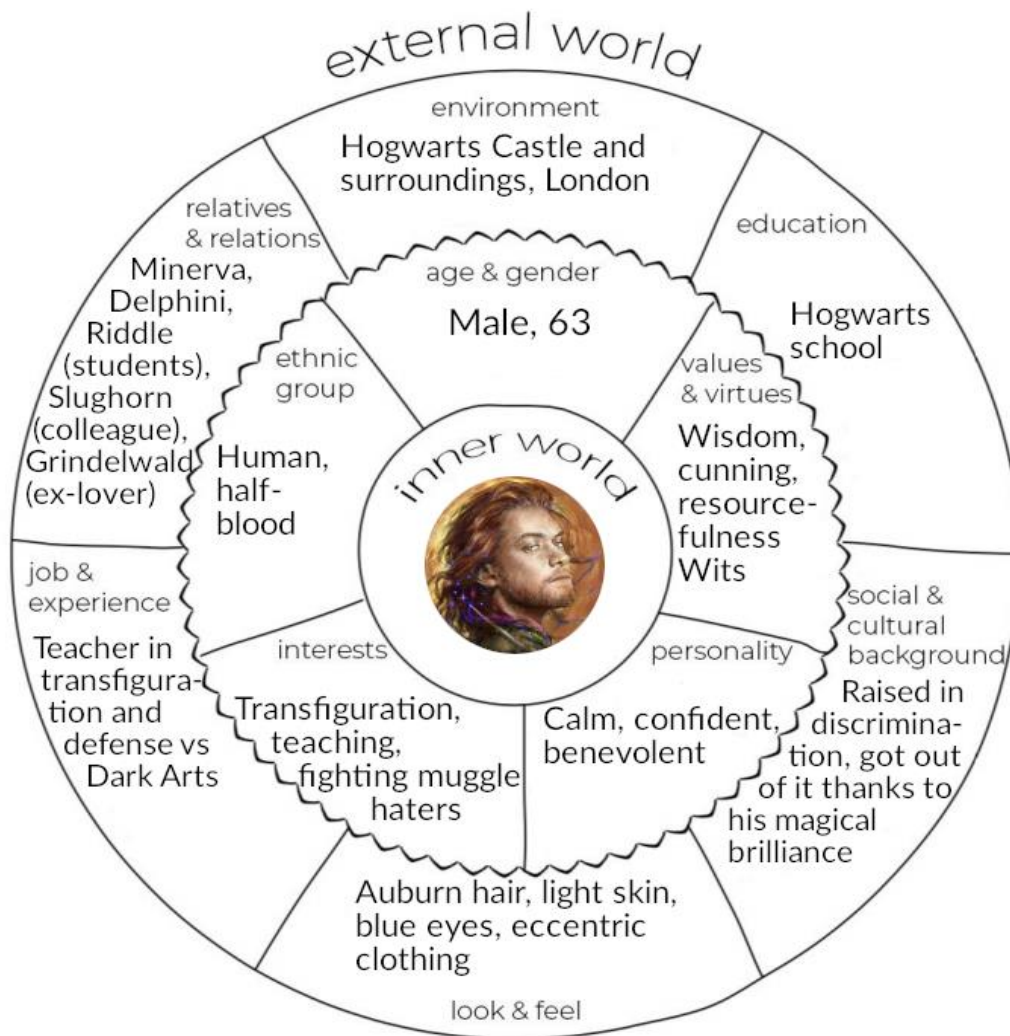 external world
environment
Hogwarts Castle and
surroundings, London
relatives
& relations
Minerva,
Delphini,
Riddle
(students),
Slughorn
(colleague),
Grindelwald
(ex-lover)
education
Hogwarts
school
age & gender
Male, 63
ethnic
group
Human,
half-
blood
values
& virtues
Wisdom,
cunning,
resource-
fulness
Wits
inner world
job &
experience
Teacher in
transfigura-
tion and
defense vs
Dark Arts
interests
Transfiguration,
teaching,
fighting muggle
haters
personality
Calm, confident,
benevolent
social &
cultural
background
Raised in
discrimina-
tion, got out
of it thanks to
his magical
brilliance
Auburn hair, light skin,
blue eyes, eccentric
clothing
look & feel